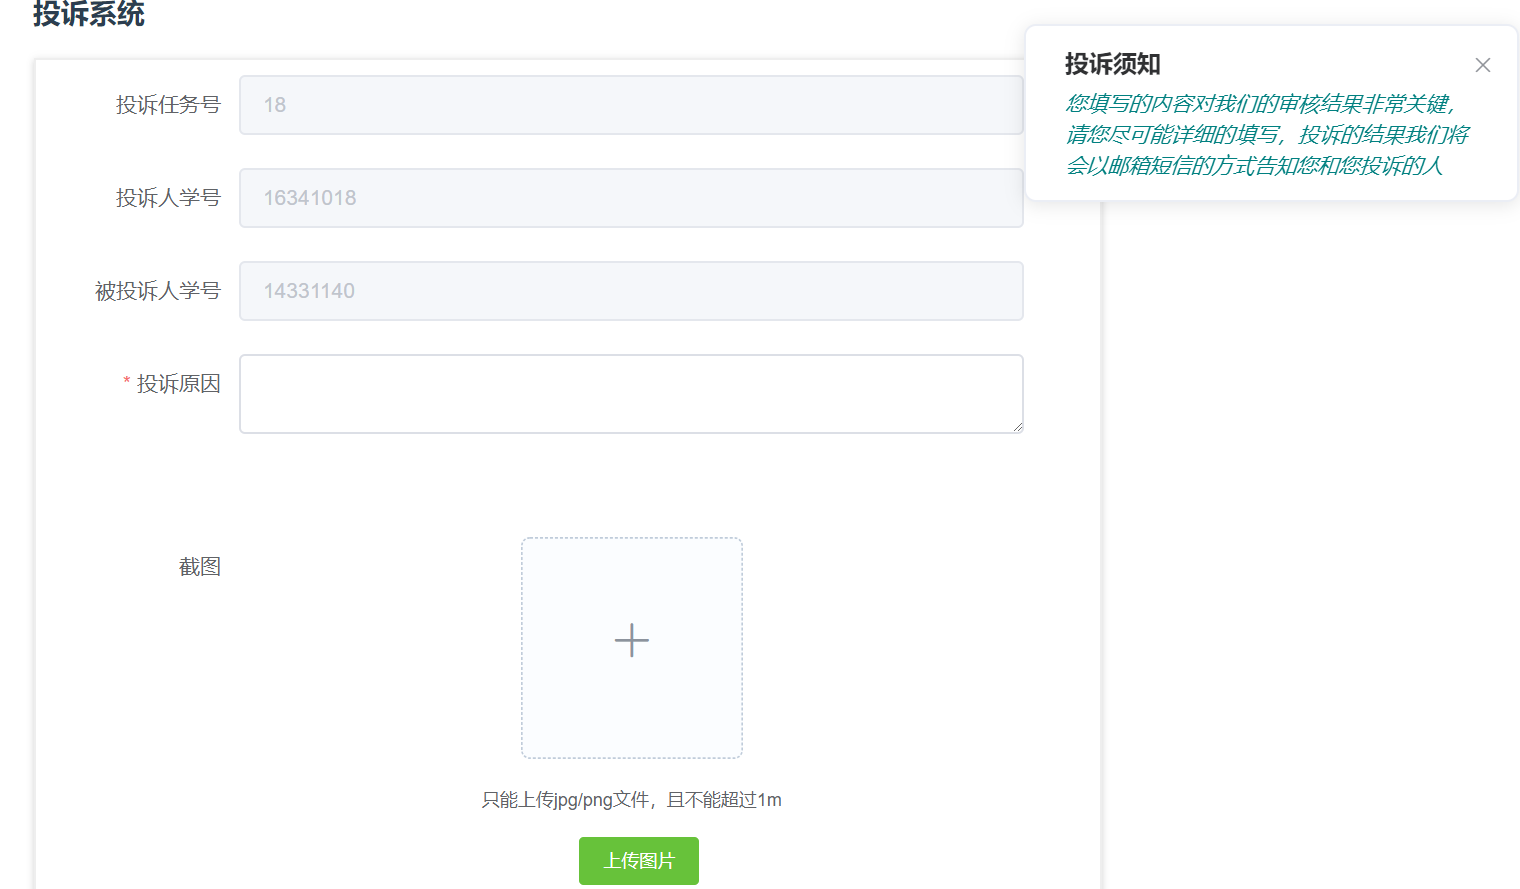 投诉系统
投诉须知
您填写的内容对我们的审核结果非常关键，
请您尽可能详细的填写，投诉的结果我们将
会以邮箱短信的方式告知您和您投诉的人
投诉任务号 18
投诉人学号 16341018
被投诉人学号 14331140
* 投诉原因
截图
只能上传jpg/png文件，且不能超过1m
上传图片